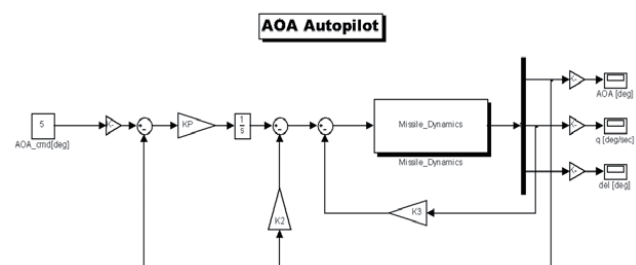 AOA Autopilot
5
AOA_cmd[deg]
K-
KP
1
s
Missile_Dynamics
Missile_Dynamics
K-
AOA [deg]
K-
q [deg/sec]
K-
del [deg]
K3
K2